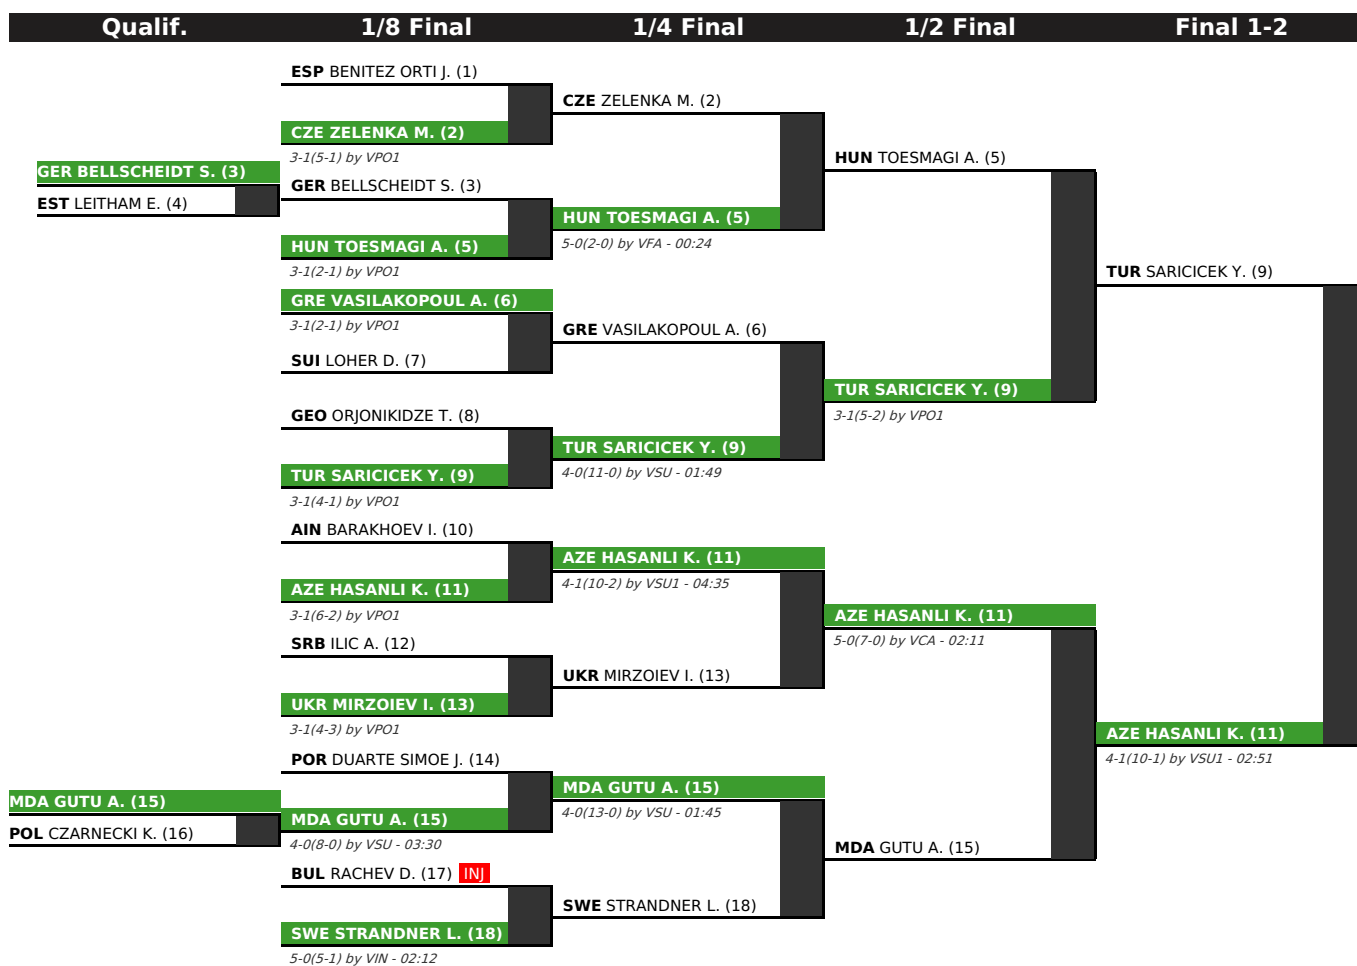 Qualif.
1/8 Final
1/4 Final
1/2 Final
Final 1-2
GER BELLSCHEIDT S. (3)
EST LEITHAM E. (4)
MDA GUTU A. (15)
POL CZARNECKI K. (16)
ESP BENITEZ ORTI J. (1)
CZE ZELENKA M. (2)
3-1(5-1) by VPO1
GER BELLSCHEIDT S. (3)
HUN TOESMAGI A. (5)
3-1(2-1) by VPO1
GRE VASILAKOPOUL A. (6)
3-1(2-1) by VPO1
SUI LOHER D. (7)
GEO ORJONIKIDZE T. (8)
TUR SARICICEK Y. (9)
3-1(4-1) by VPO1
AIN BARAKHOEV I. (10)
AZE HASANLI K. (11)
3-1(6-2) by VPO1
SRB ILIC A. (12)
UKR MIRZOIEV I. (13)
3-1(4-3) by VPO1
POR DUARTE SIMOE J. (14)
MDA GUTU A. (15)
4-0(8-0) by VSU - 03:30
BUL RACHEV D. (17) INJ
SWE STRANDNER L. (18)
5-0(5-1) by VIN - 02:12
CZE ZELENKA M. (2)
HUN TOESMAGI A. (5)
5-0(2-0) by VFA - 00:24
GRE VASILAKOPOUL A. (6)
TUR SARICICEK Y. (9)
4-0(11-0) by VSU - 01:49
AZE HASANLI K. (11)
4-1(10-2) by VSU1 - 04:35
UKR MIRZOIEV I. (13)
MDA GUTU A. (15)
4-0(13-0) by VSU - 01:45
SWE STRANDNER L. (18)
HUN TOESMAGI A. (5)
TUR SARICICEK Y. (9)
3-1(5-2) by VPO1
AZE HASANLI K. (11)
5-0(7-0) by VCA - 02:11
MDA GUTU A. (15)
TUR SARICICEK Y. (9)
AZE HASANLI K. (11)
4-1(10-1) by VSU1 - 02:51